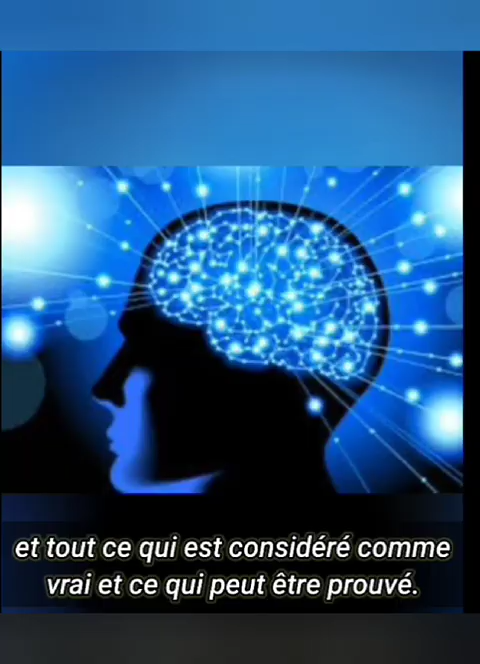 et tout ce qui est considéré comme
vrai et ce qui peut être prouvé.